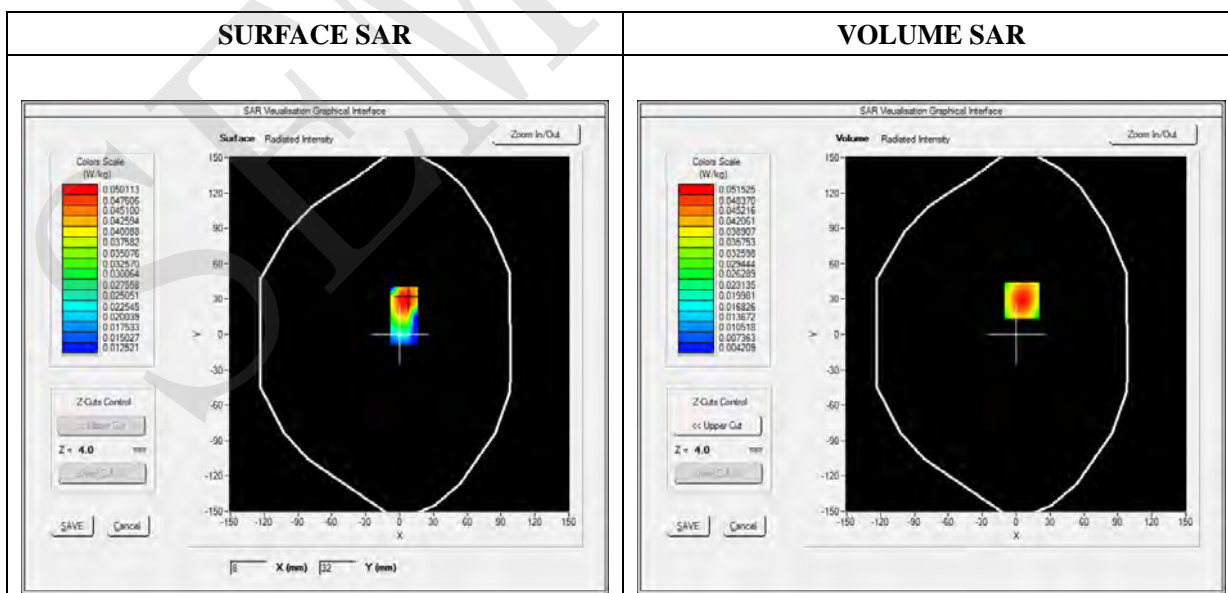 SURFACE SAR
VOLUME SAR
SAR Visualisation Graphical Interface
Surface Radiated Intensity
Zoom In/Out
Colors Scale
(W/kg)
0.050113
0.047606
0.045100
0.042594
0.040088
0.037582
0.035076
0.032570
0.030064
0.027558
0.025051
0.022545
0.020039
0.017533
0.015027
0.012521
Z-Cuts Control
<< Upper Cut
Z = 4.0 mm
SAVE Cancel
150
120
90
60
30
0
-30
-60
-90
-120
-150
Y
-150 -120 -90 -60 -30 0 30 60 90 120 150
X
8 X (mm) 32 Y (mm)
SAR Visualisation Graphical Interface
Volume Radiated Intensity
Zoom In/Out
Colors Scale
(W/kg)
0.051525
0.048370
0.045216
0.042061
0.038907
0.035753
0.032598
0.029444
0.026289
0.023135
0.019981
0.016826
0.013672
0.010518
0.007363
0.004209
Z-Cuts Control
<< Upper Cut
Z = 4.0 mm
SAVE Cancel
150
120
90
60
30
0
-30
-60
-90
-120
-150
Y
-150 -120 -90 -60 -30 0 30 60 90 120 150
X
SEM